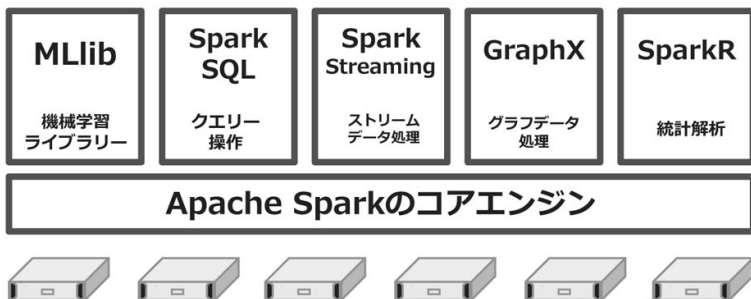 MLlib
機械学習
ライブラリー
Spark
SQL
クエリー
操作
Spark
Streaming
ストリーム
データ処理
GraphX
グラフデータ
処理
SparkR
統計解析
Apache Sparkのコアエンジン